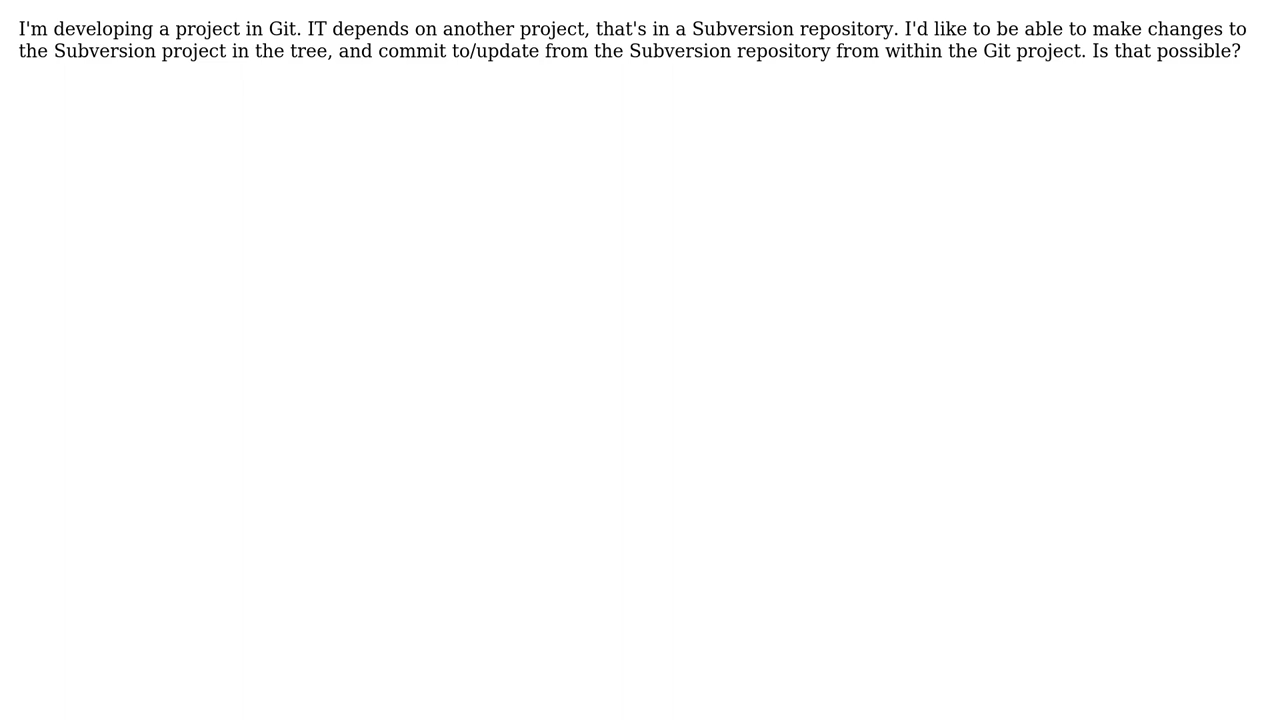 I'm developing a project in Git. IT depends on another project, that's in a Subversion repository. I'd like to be able to make changes to
the Subversion project in the tree, and commit to/update from the Subversion repository from within the Git project. Is that possible?